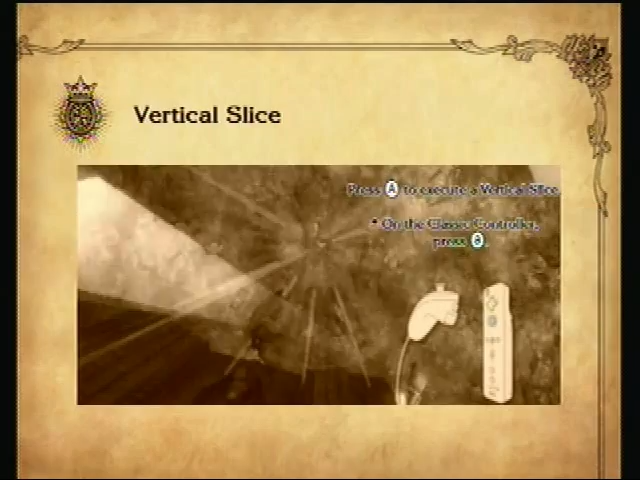 Vertical Slice
Press A to execute a Vertical Slice.
* On the Classic Controller,
press B.